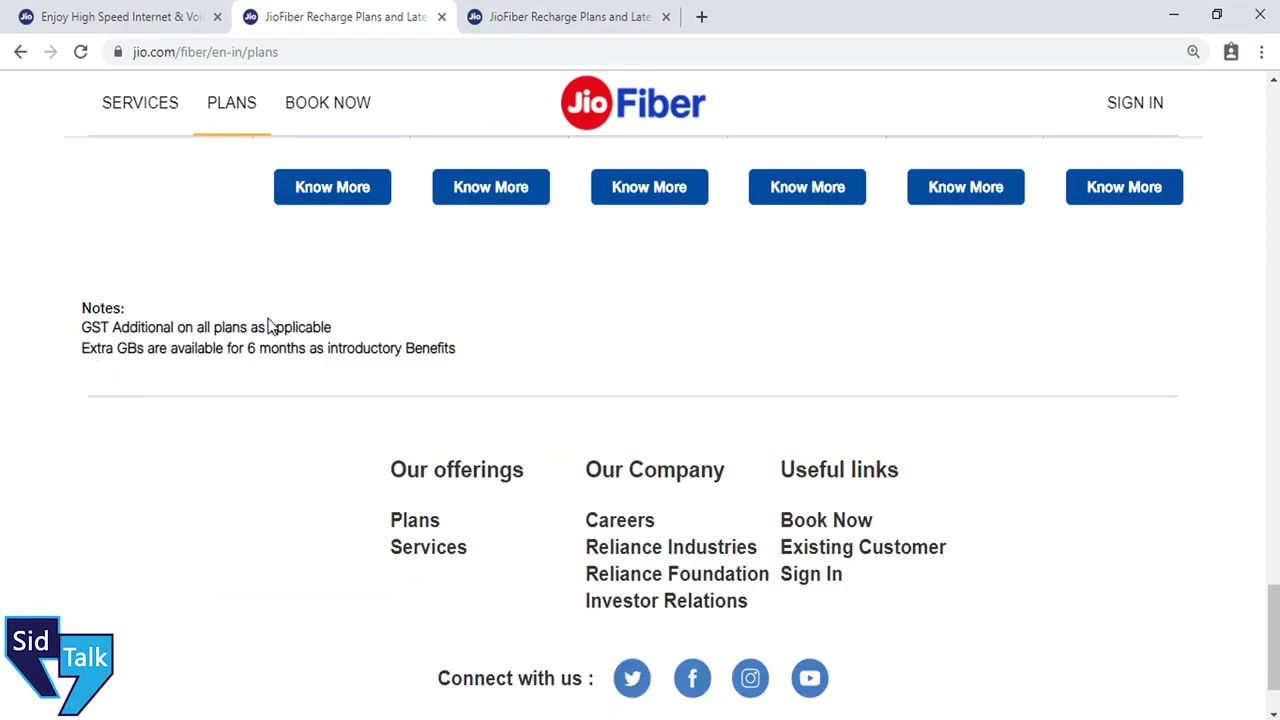 Enjoy High Speed Internet & Voi
JioFiber Recharge Plans and Late
JioFiber Recharge Plans and Late
jio.com/fiber/en-in/plans
SERVICES
PLANS
BOOK NOW
Jio Fiber
SIGN IN
Know More
Know More
Know More
Know More
Know More
Know More
Notes:
GST Additional on all plans as applicable
Extra GBs are available for 6 months as introductory Benefits
Our offerings
Plans
Services
Our Company
Careers
Reliance Industries
Reliance Foundation
Investor Relations
Useful links
Book Now
Existing Customer
Sign In
Connect with us :
Sid
Talk